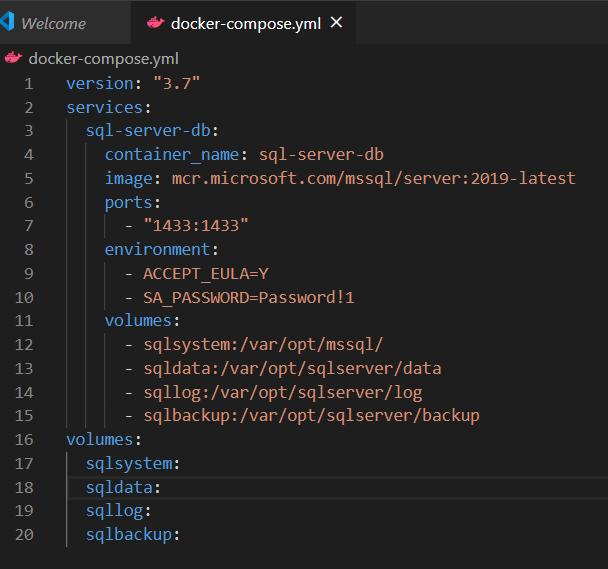 Welcome docker-compose.yml
docker-compose.yml
1 version: "3.7"
2 services:
3 sql-server-db:
4 container_name: sql-server-db
5 image: mcr.microsoft.com/mssql/server:2019-latest
6 ports:
7 - "1433:1433"
8 environment:
9 - ACCEPT_EULA=Y
10 - SA_PASSWORD=Password!1
11 volumes:
12 - sqlsystem:/var/opt/mssql/
13 - sqldata:/var/opt/sqlserver/data
14 - sqllog:/var/opt/sqlserver/log
15 - sqlbackup:/var/opt/sqlserver/backup
16 volumes:
17 sqlsystem:
18 sqldata:
19 sqllog:
20 sqlbackup: